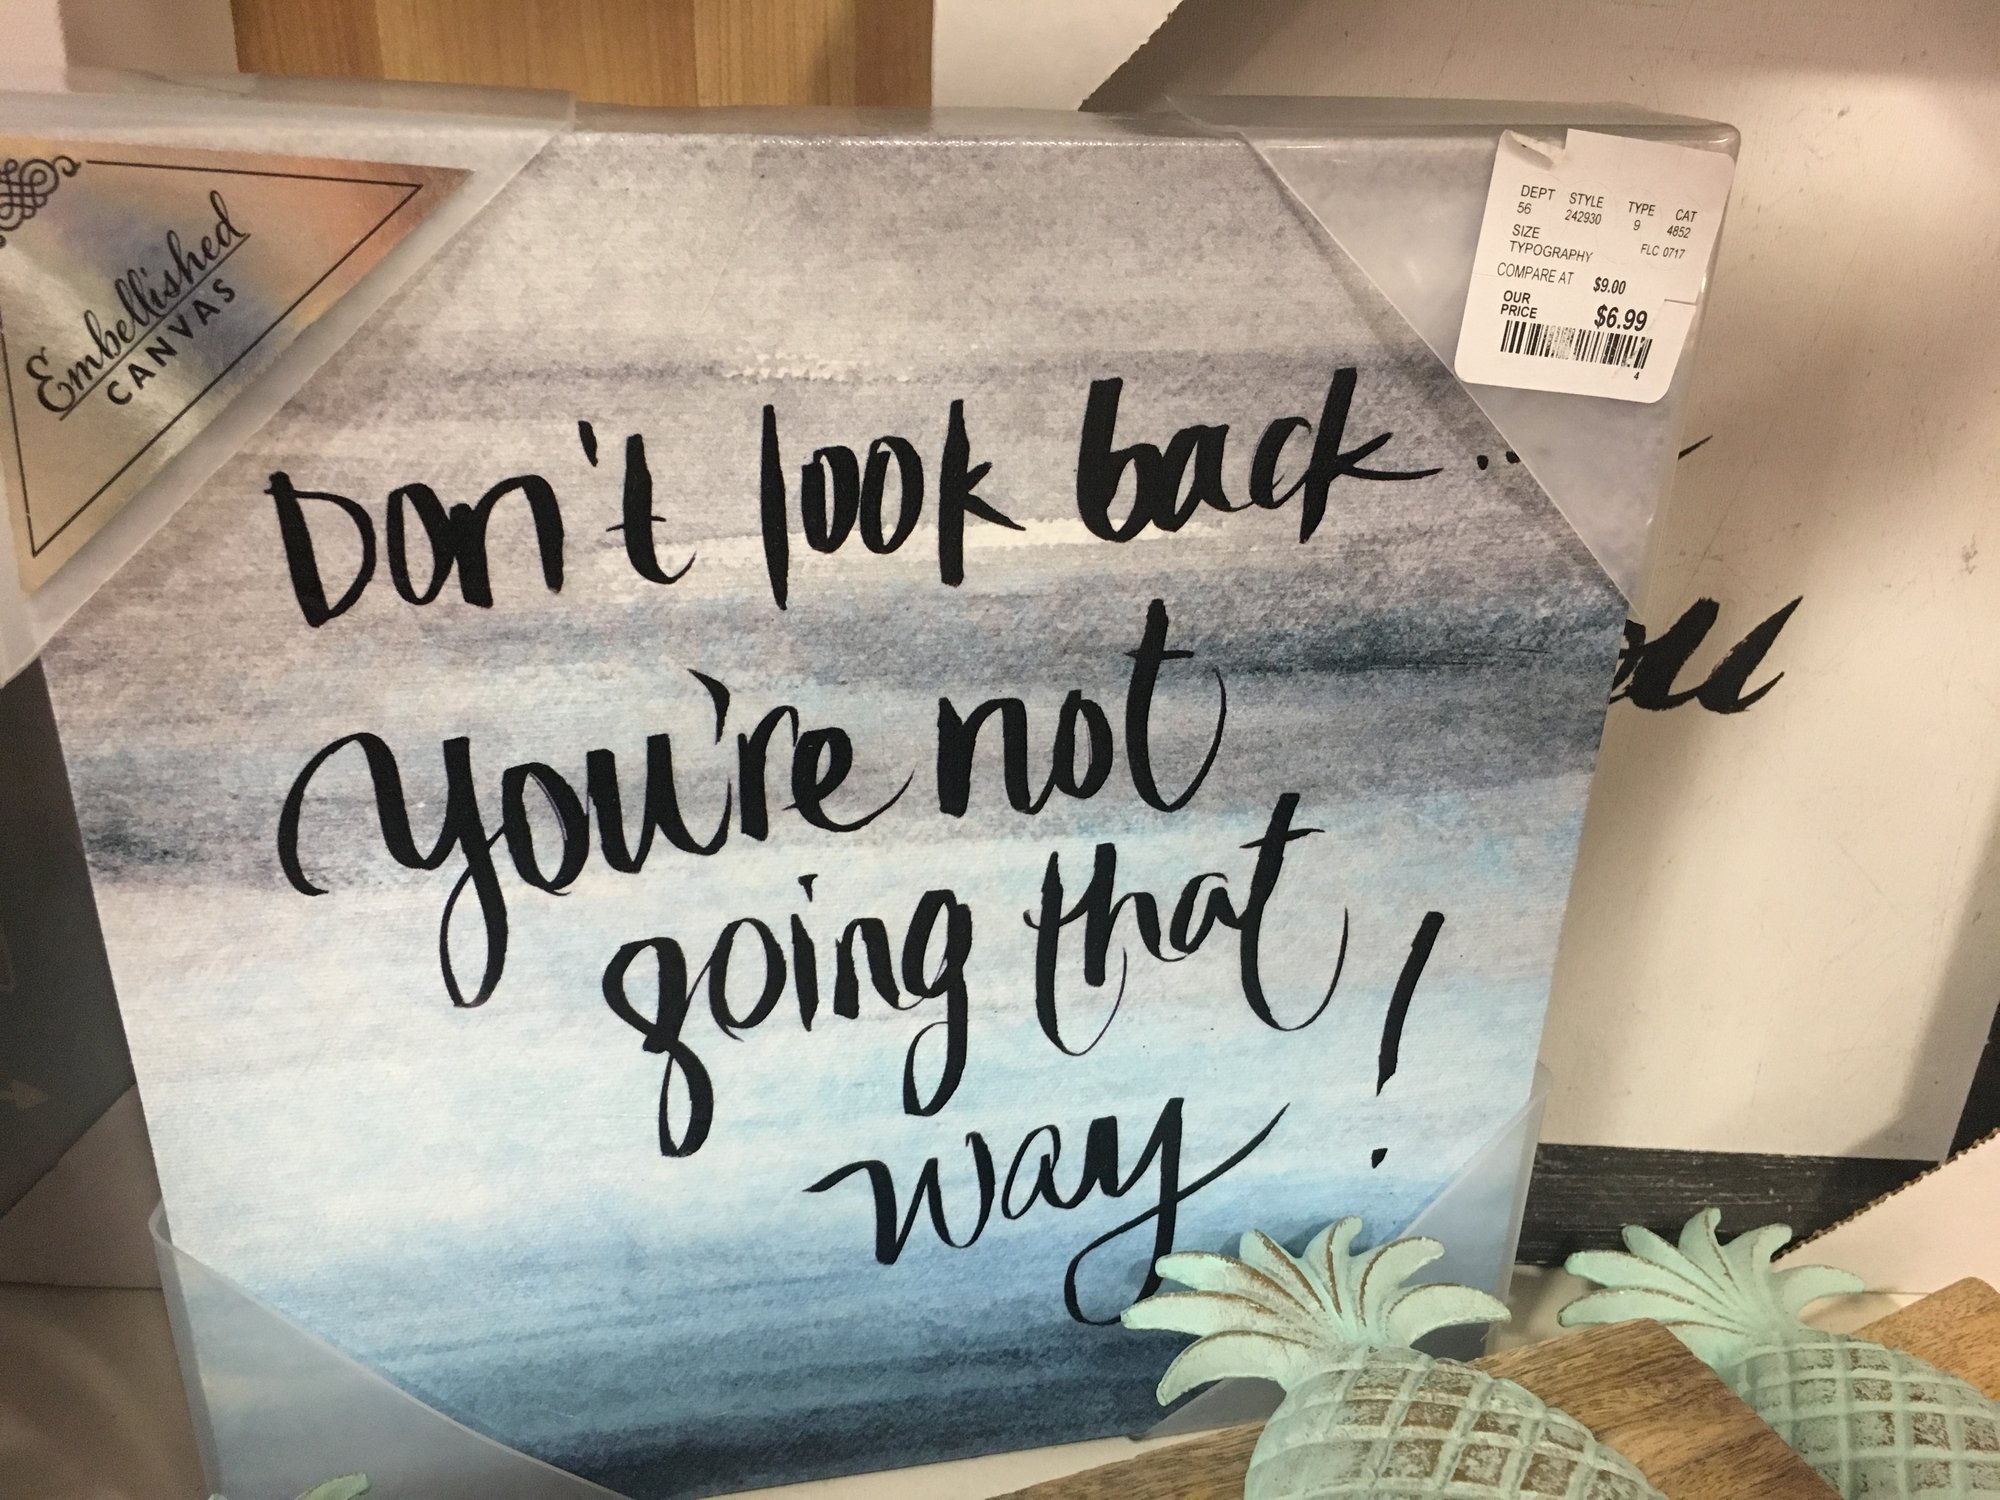 Embellished
CANVAS
DEPT STYLE TYPE CAT
56 242930 9 4852
SIZE FLC 0717
TYPOGRAPHY
COMPARE AT $9.00
OUR
PRICE $6.99
4
Don't look back..
you're not
going that
way!